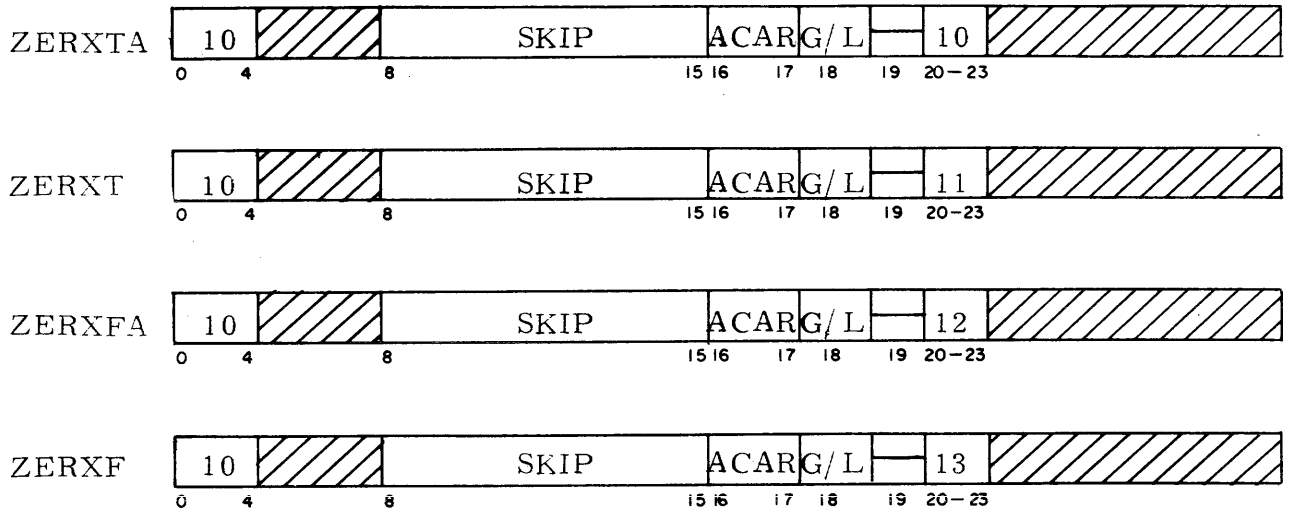 ZERXTA 10 SKIP ACAR G/L 10
0 4 8 15 16 17 18 19 20-23
ZERXT 10 SKIP ACAR G/L 11
0 4 8 15 16 17 18 19 20-23
ZERXFA 10 SKIP ACAR G/L 12
0 4 8 15 16 17 18 19 20-23
ZERXF 10 SKIP ACAR G/L 13
0 4 8 15 16 17 18 19 20-23